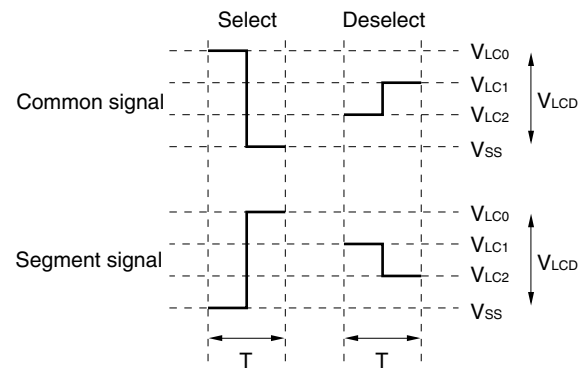 Select Deselect
VLC0
VLC1
Common signal
VLCD
VLC2
VSS
VLC0
VLC1
Segment signal
VLCD
VLC2
VSS
T T